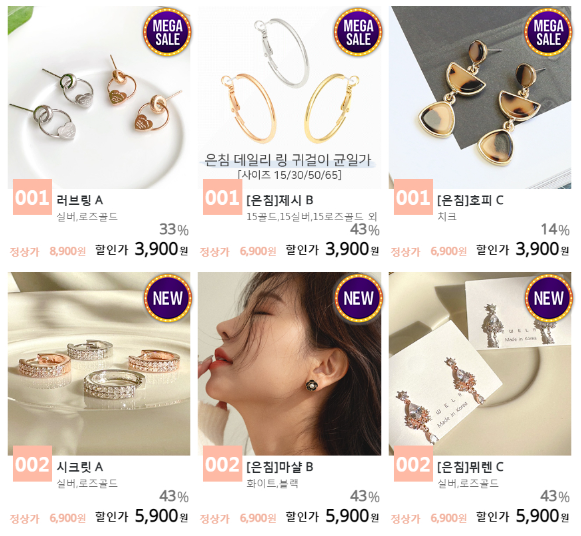 MEGA
SALE
MEGA
SALE
MEGA
SALE
은침 데일리 링 귀걸이 균일가
[사이즈 15/30/50/65]
001
러브링 A
실버,로즈골드
33%
정상가 8,900원 할인가 3,900원
001
[은침]제시 B
15골드,15실버,15로즈골드 외
43%
정상가 6,900원 할인가 3,900원
001
[은침]호피 C
치크
14%
정상가 6,900원 할인가 3,900원
NEW
NEW
NEW
W E L E
Made in Korea
W E L E
Made in Korea
002
시크릿 A
실버,로즈골드
43%
정상가 6,900원 할인가 5,900원
002
[은침]마샬 B
화이트,블랙
43%
정상가 6,900원 할인가 5,900원
002
[은침]뮈렌 C
실버,로즈골드
43%
정상가 6,900원 할인가 5,900원